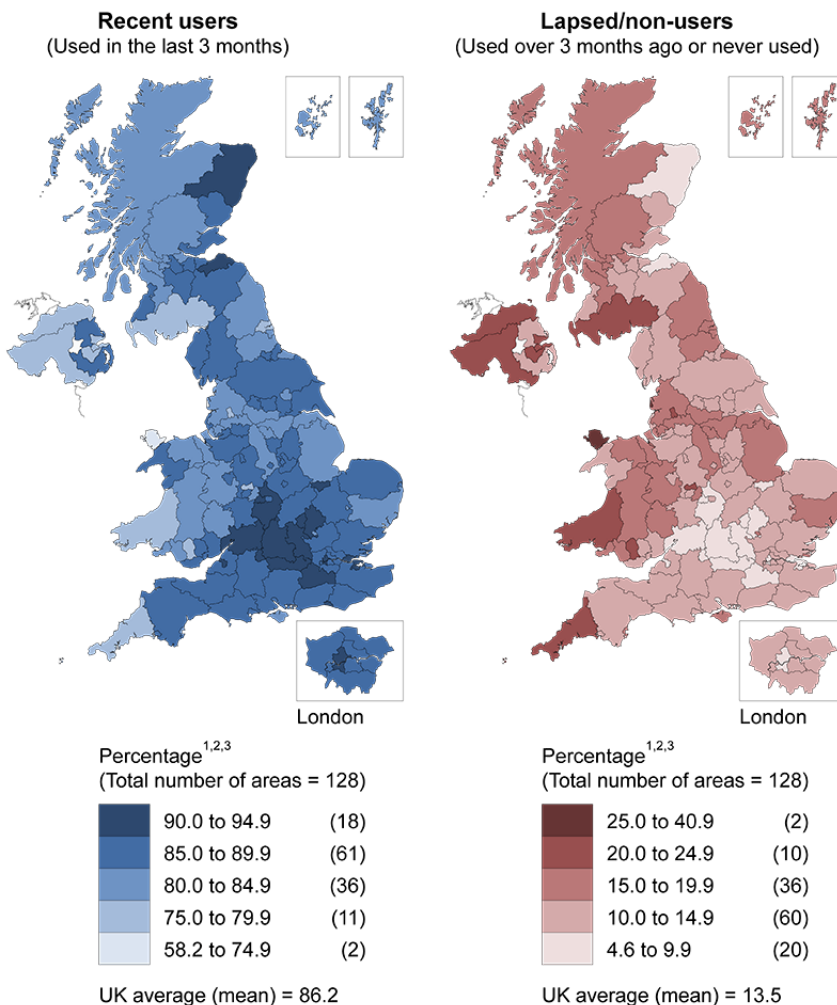 Recent users
(Used in the last 3 months)
Lapsed/non-users
(Used over 3 months ago or never used)
London
London
Percentage1,2,3
(Total number of areas = 128)
90.0 to 94.9 (18)
85.0 to 89.9 (61)
80.0 to 84.9 (36)
75.0 to 79.9 (11)
58.2 to 74.9 (2)
UK average (mean) = 86.2
Percentage1,2,3
(Total number of areas = 128)
25.0 to 40.9 (2)
20.0 to 24.9 (10)
15.0 to 19.9 (36)
10.0 to 14.9 (60)
4.6 to 9.9 (20)
UK average (mean) = 13.5